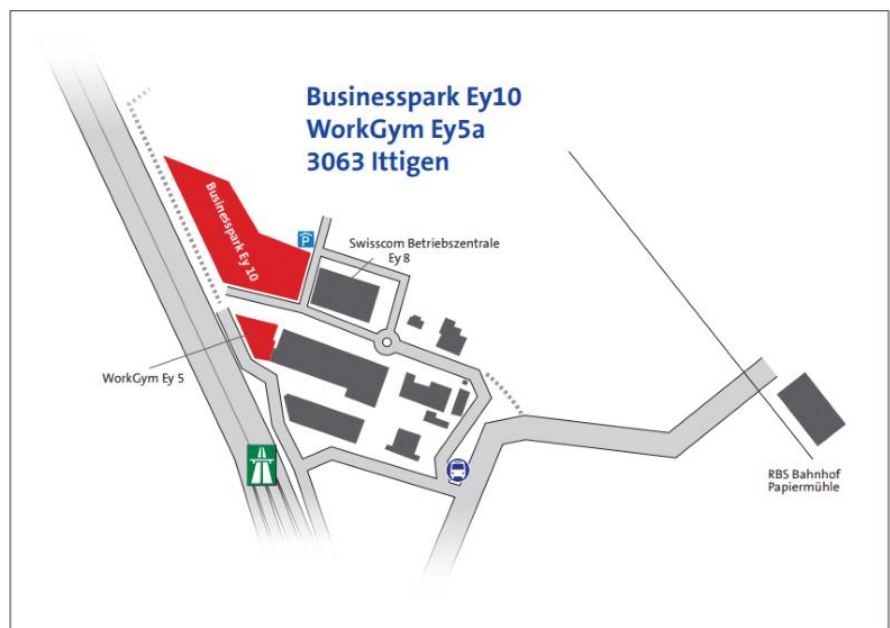 Businesspark Ey10
WorkGym Ey5a
3063 Ittigen
Businesspark Ey 10
P
Swisscom Betriebszentrale
Ey 8
WorkGym Ey 5
RBS Bahnhof
Papiermühle